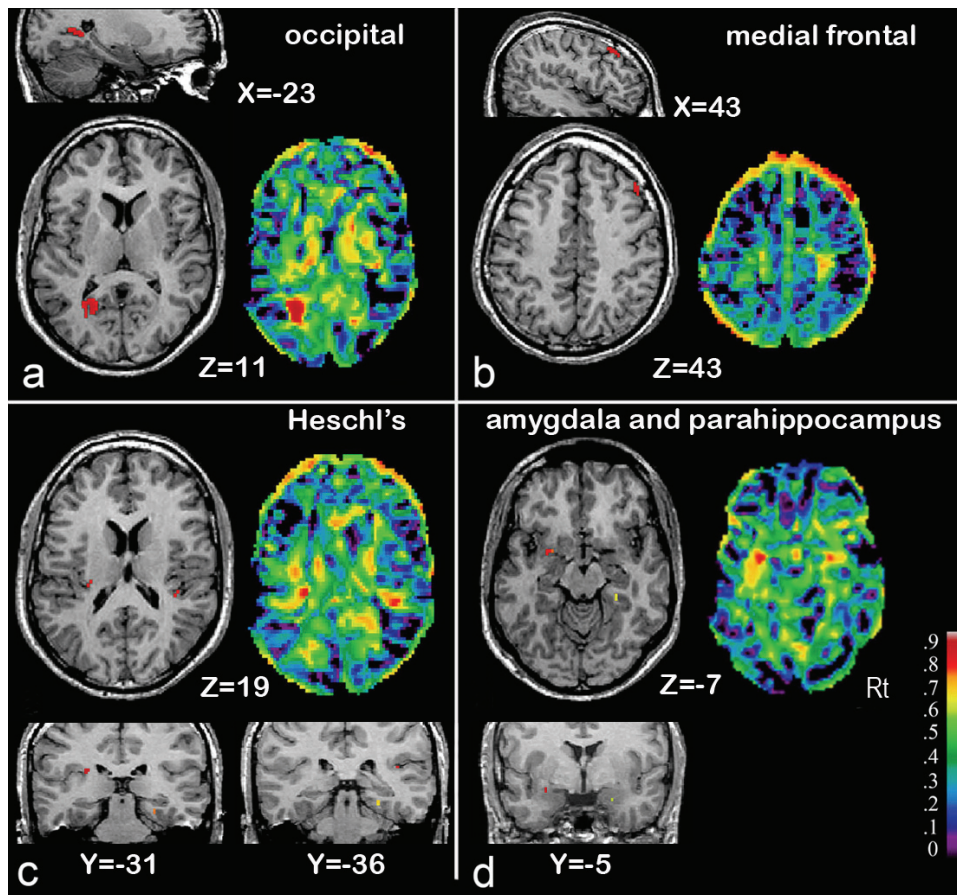 occipital
X=-23
Z=11
a
medial frontal
X=43
Z=43
b
Heschl's
Z=19
Y=-31
Y=-36
c
amygdala and parahippocampus
Z=-7
Rt
Y=-5
d
.9
.8
.7
.6
.5
.4
.3
.2
.1
0